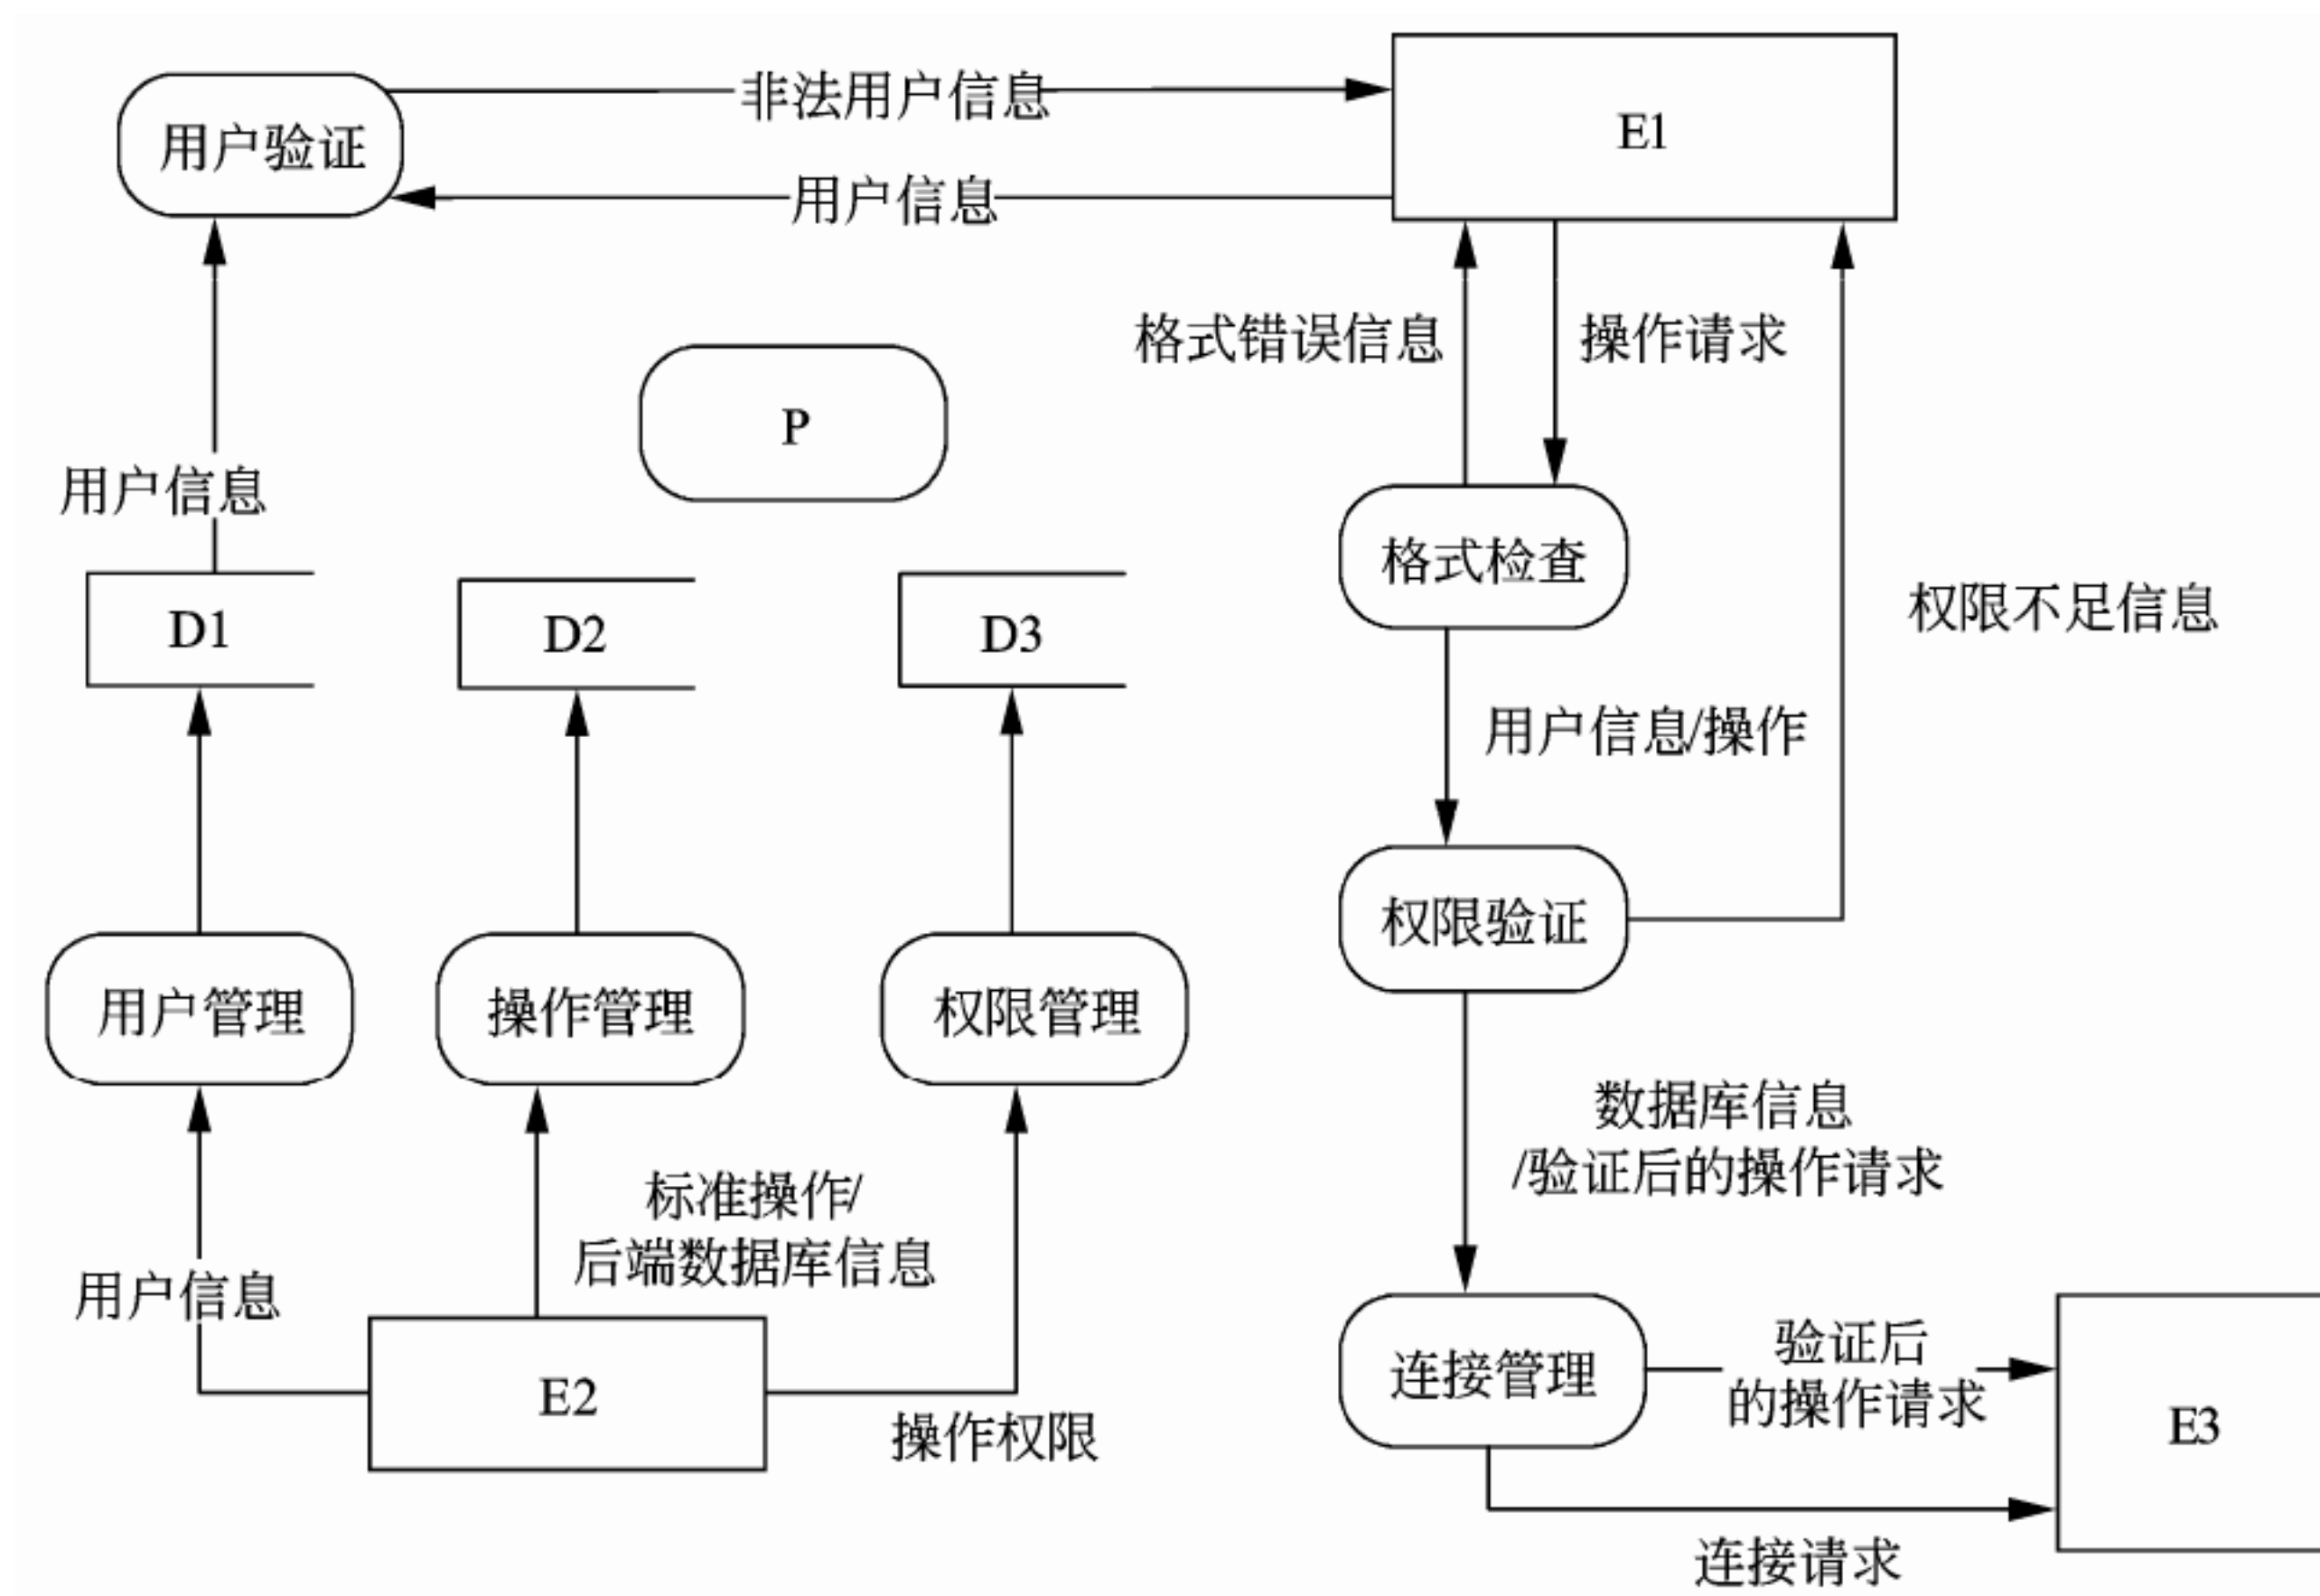 非法用户信息
E1
用户验证
用户信息
格式错误信息
操作请求
P
用户信息
格式检查
D1
D2
D3
权限不足信息
用户信息/操作
权限验证
用户管理
操作管理
权限管理
数据库信息
/验证后的操作请求
标准操作/
后端数据库信息
用户信息
E2
操作权限
连接管理
验证后
的操作请求
E3
连接请求